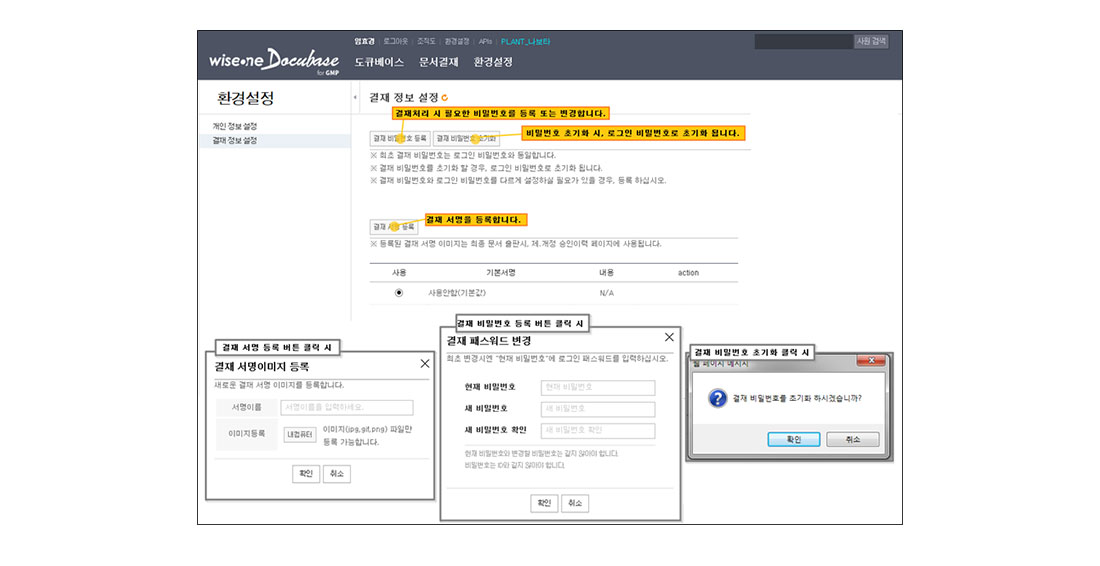 엄효경 | 로그아웃 | 조직도 | 환경설정 | APIs | PLANT_나보타
사원 검색
wise•ne Docubase
for GMP
도큐베이스 문서결재 환경설정
환경설정
개인 정보 설정
결재 정보 설정
결재 정보 설정
결재처리 시 필요한 비밀번호를 등록 또는 변경합니다.
비밀번호 초기화 시, 로그인 비밀번호로 초기화 됩니다.
결재 비밀번호 등록 결재 비밀번호 초기화
※ 최초 결재 비밀번호는 로그인 비밀번호와 동일합니다.
※ 결재 비밀번호를 초기화 할 경우, 로그인 비밀번호로 초기화 됩니다.
※ 결재 비밀번호와 로그인 비밀번호를 다르게 설정하실 필요가 있을 경우, 등록 하십시오.
결재 서명을 등록합니다.
결재 서명 등록
※ 등록된 결재 서명 이미지는 최종 문서 출판시, 제.개정 승인이력 페이지에 사용됩니다.
사용 기본서명 내용 action
사용안함(기본값) N/A
결재 서명 등록 버튼 클릭 시
결재 서명이미지 등록
새로운 결재 서명 이미지를 등록합니다.
서명이름 서명이름을 입력하세요.
이미지등록 내컴퓨터 이미지(jpg,gif,png) 파일만
등록 가능합니다.
확인 취소
결재 비밀번호 등록 버튼 클릭 시
결재 패스워드 변경
최초 변경시엔 "현재 비밀번호"에 로그인 패스워드를 입력하십시오.
현재 비밀번호 현재 비밀번호
새 비밀번호 새 비밀번호
새 비밀번호 확인 새 비밀번호 확인
현재 비밀번호와 변경할 비밀번호는 같지 않아야 합니다.
비밀번호는 ID와 같지 않아야 합니다.
확인 취소
결재 비밀번호 초기화 클릭 시
웹 페이지 메시지
결재 비밀번호를 초기화 하시겠습니까?
확인 취소